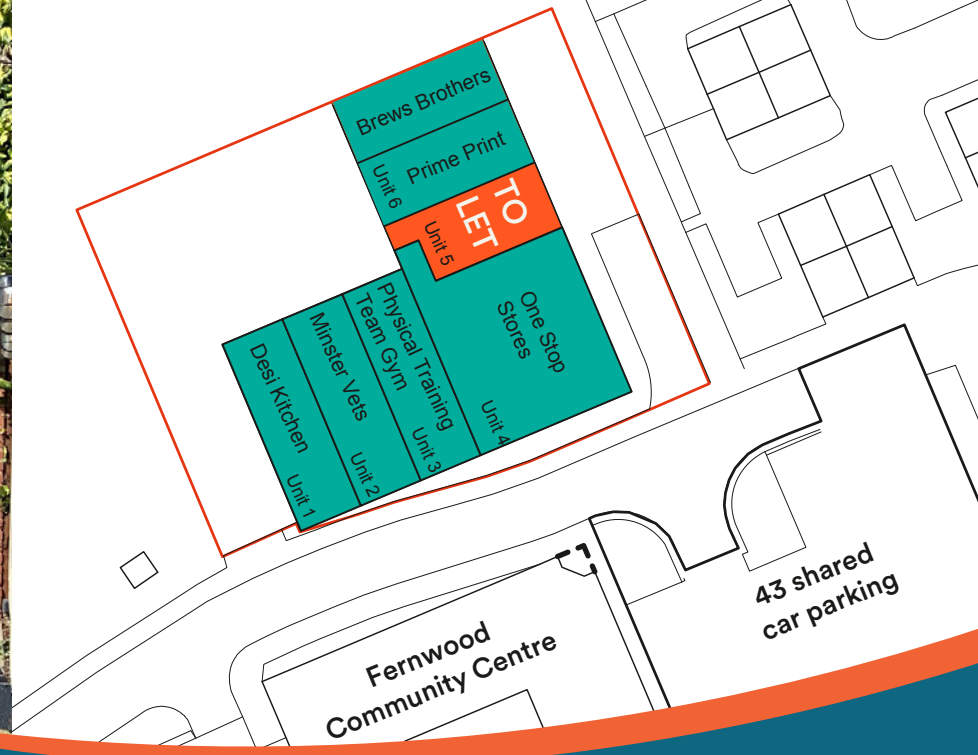 Brews Brothers
Prime Print
Unit 6
TO
LET
Unit 5
One Stop
Stores
Unit 4
Physical Training
Team Gym
Unit 3
Minster Vets
Unit 2
Desi Kitchen
Unit 1
43 shared
car parking
Fernwood
Community Centre